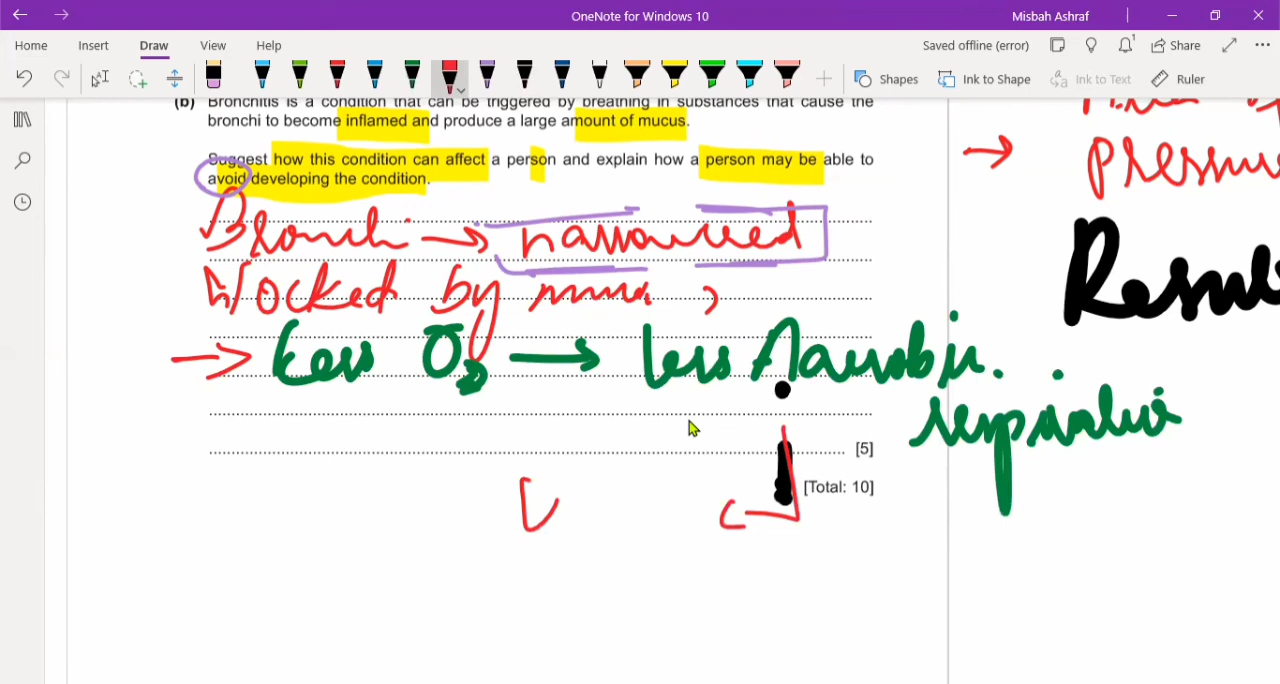 OneNote for Windows 10
Misbah Ashraf
Home Insert Draw View Help
Saved offline (error) Share
Shapes Ink to Shape Ink to Text Ruler
(b) Bronchitis is a condition that can be triggered by breathing in substances that cause the
bronchi to become inflamed and produce a large amount of mucus.
Suggest how this condition can affect a person and explain how a person may be able to
avoid developing the condition.
Bronchi → narrowed
blocked by mucus,
→ Less O2 → less Aerobic.
respiration
[5]
[Total: 10]
→ Pressure
Resul